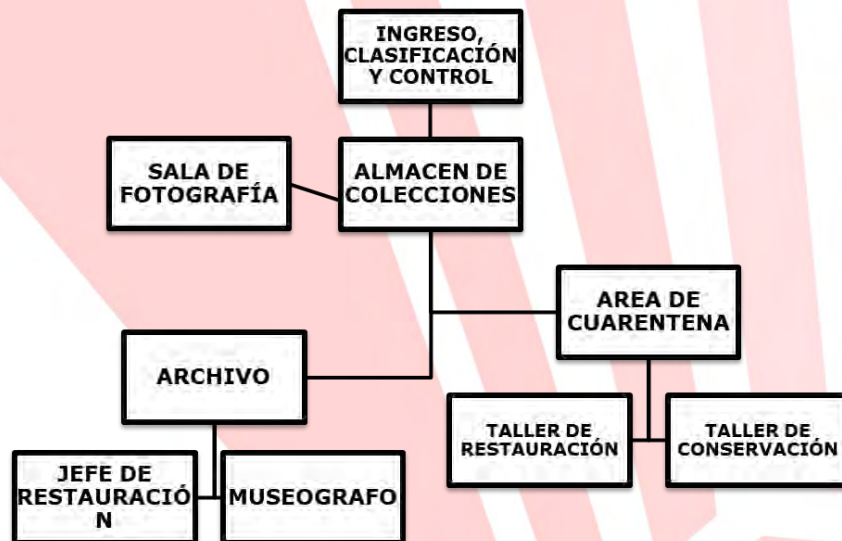 INGRESO,
CLASIFICACIÓN
Y CONTROL
SALA DE
FOTOGRAFÍA
ALMACEN DE
COLECCIONES
AREA DE
CUARENTENA
ARCHIVO
TALLER DE
RESTAURACIÓN
TALLER DE
CONSERVACIÓN
JEFE DE
RESTAURACIÓ
N
MUSEOGRAFO